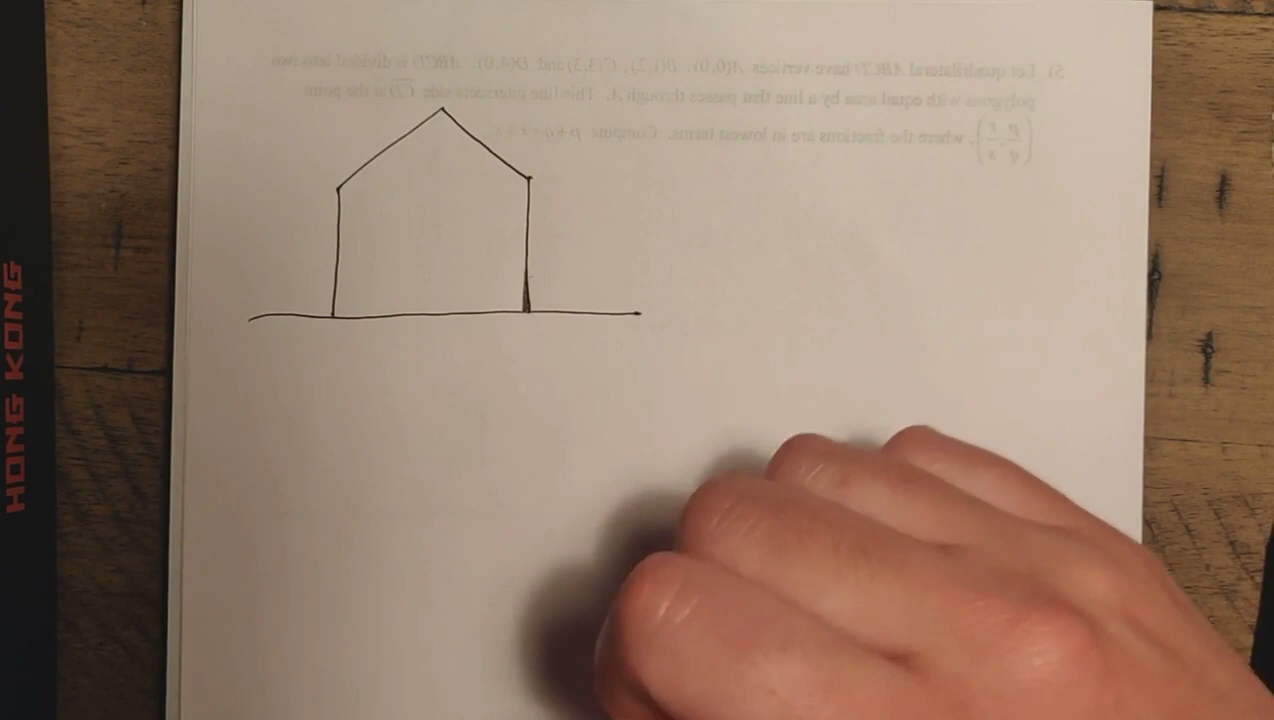 HONG KONG
5) Let quadrilateral ABCD have vertices A(0,0), B(1,2), C(3,3) and D(4,0). ABCD is divided into two
polygons with equal area by a line that passes through A. This line intersects side CD at the point
(p/q, r/s), where the fractions are in lowest terms. Compute p+q+r+s